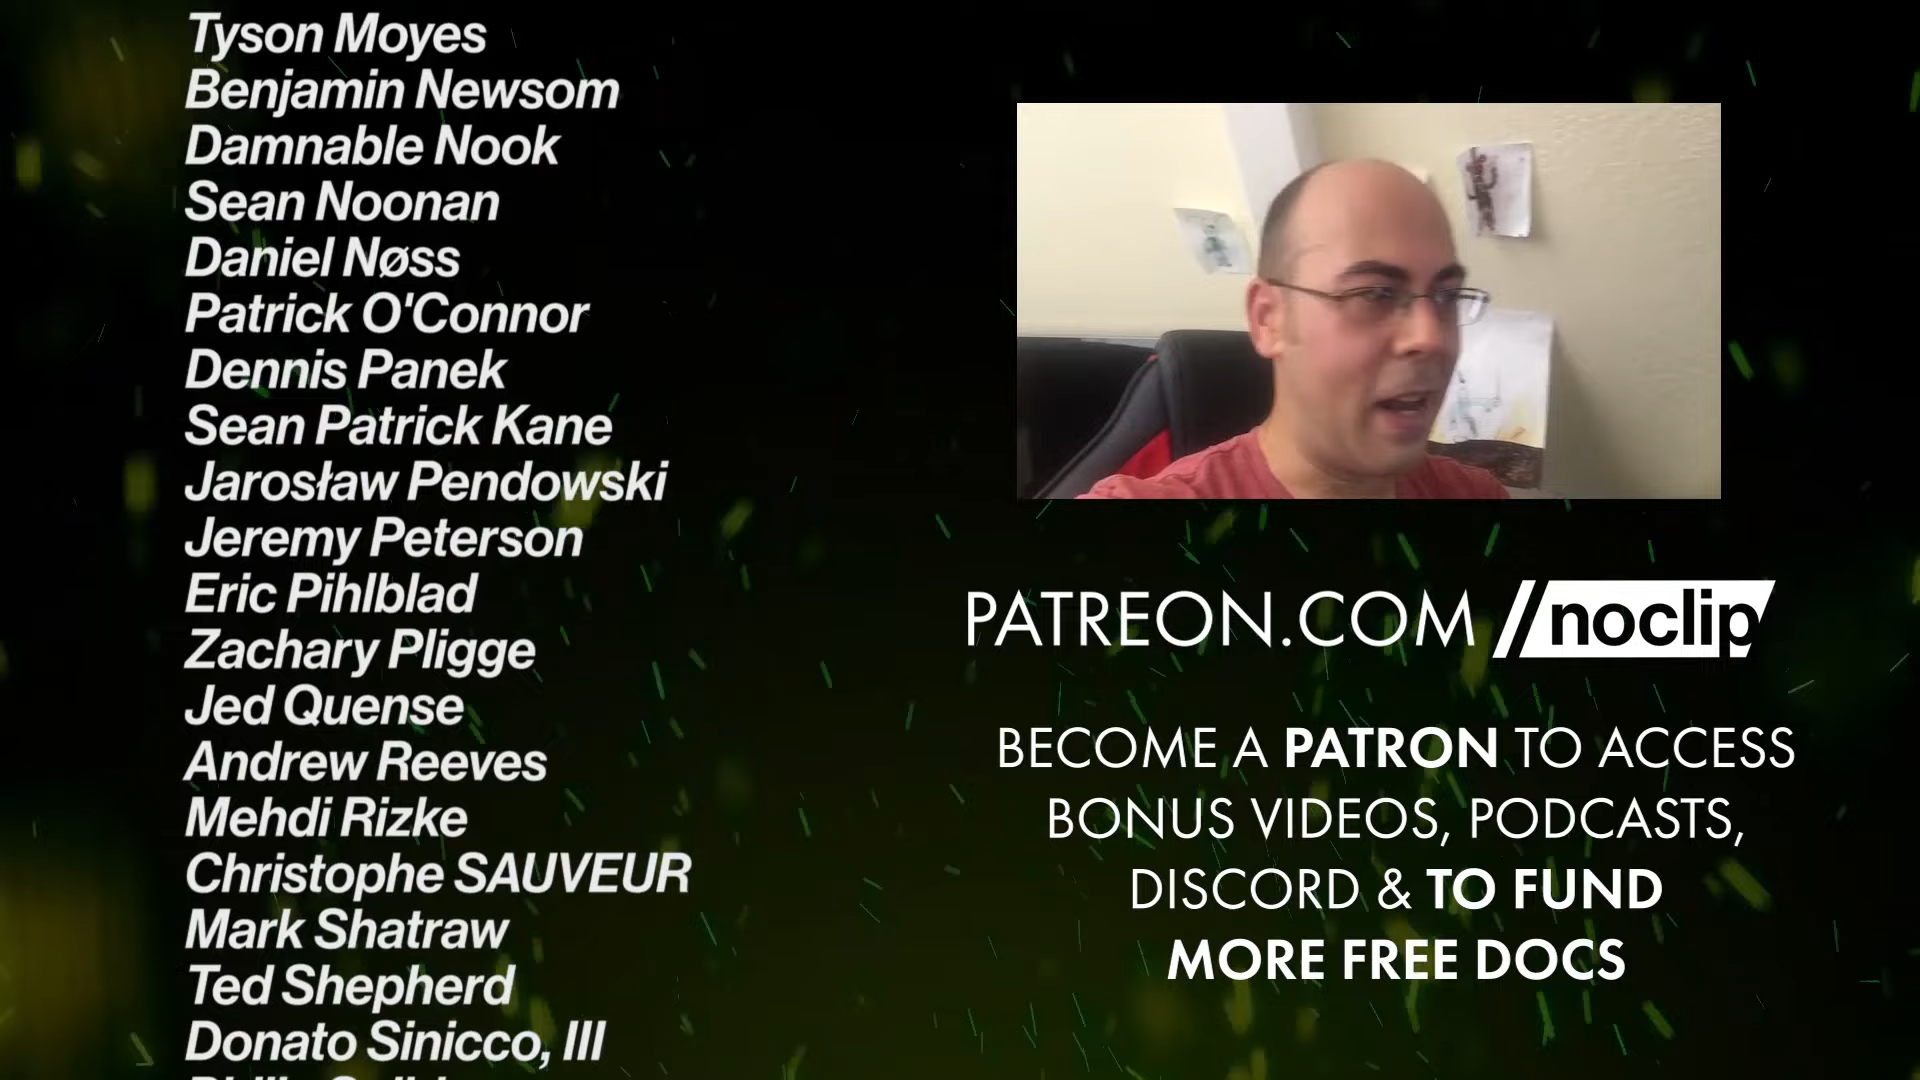 Tyson Moyes
Benjamin Newsom
Damnable Nook
Sean Noonan
Daniel Nøss
Patrick O'Connor
Dennis Panek
Sean Patrick Kane
Jarosław Pendowski
Jeremy Peterson
Eric Pihlblad
Zachary Pligge
Jed Quense
Andrew Reeves
Mehdi Rizke
Christophe SAUVEUR
Mark Shatraw
Ted Shepherd
Donato Sinicco, III
PATREON.COM /noclip
BECOME A PATRON TO ACCESS
BONUS VIDEOS, PODCASTS,
DISCORD & TO FUND
MORE FREE DOCS